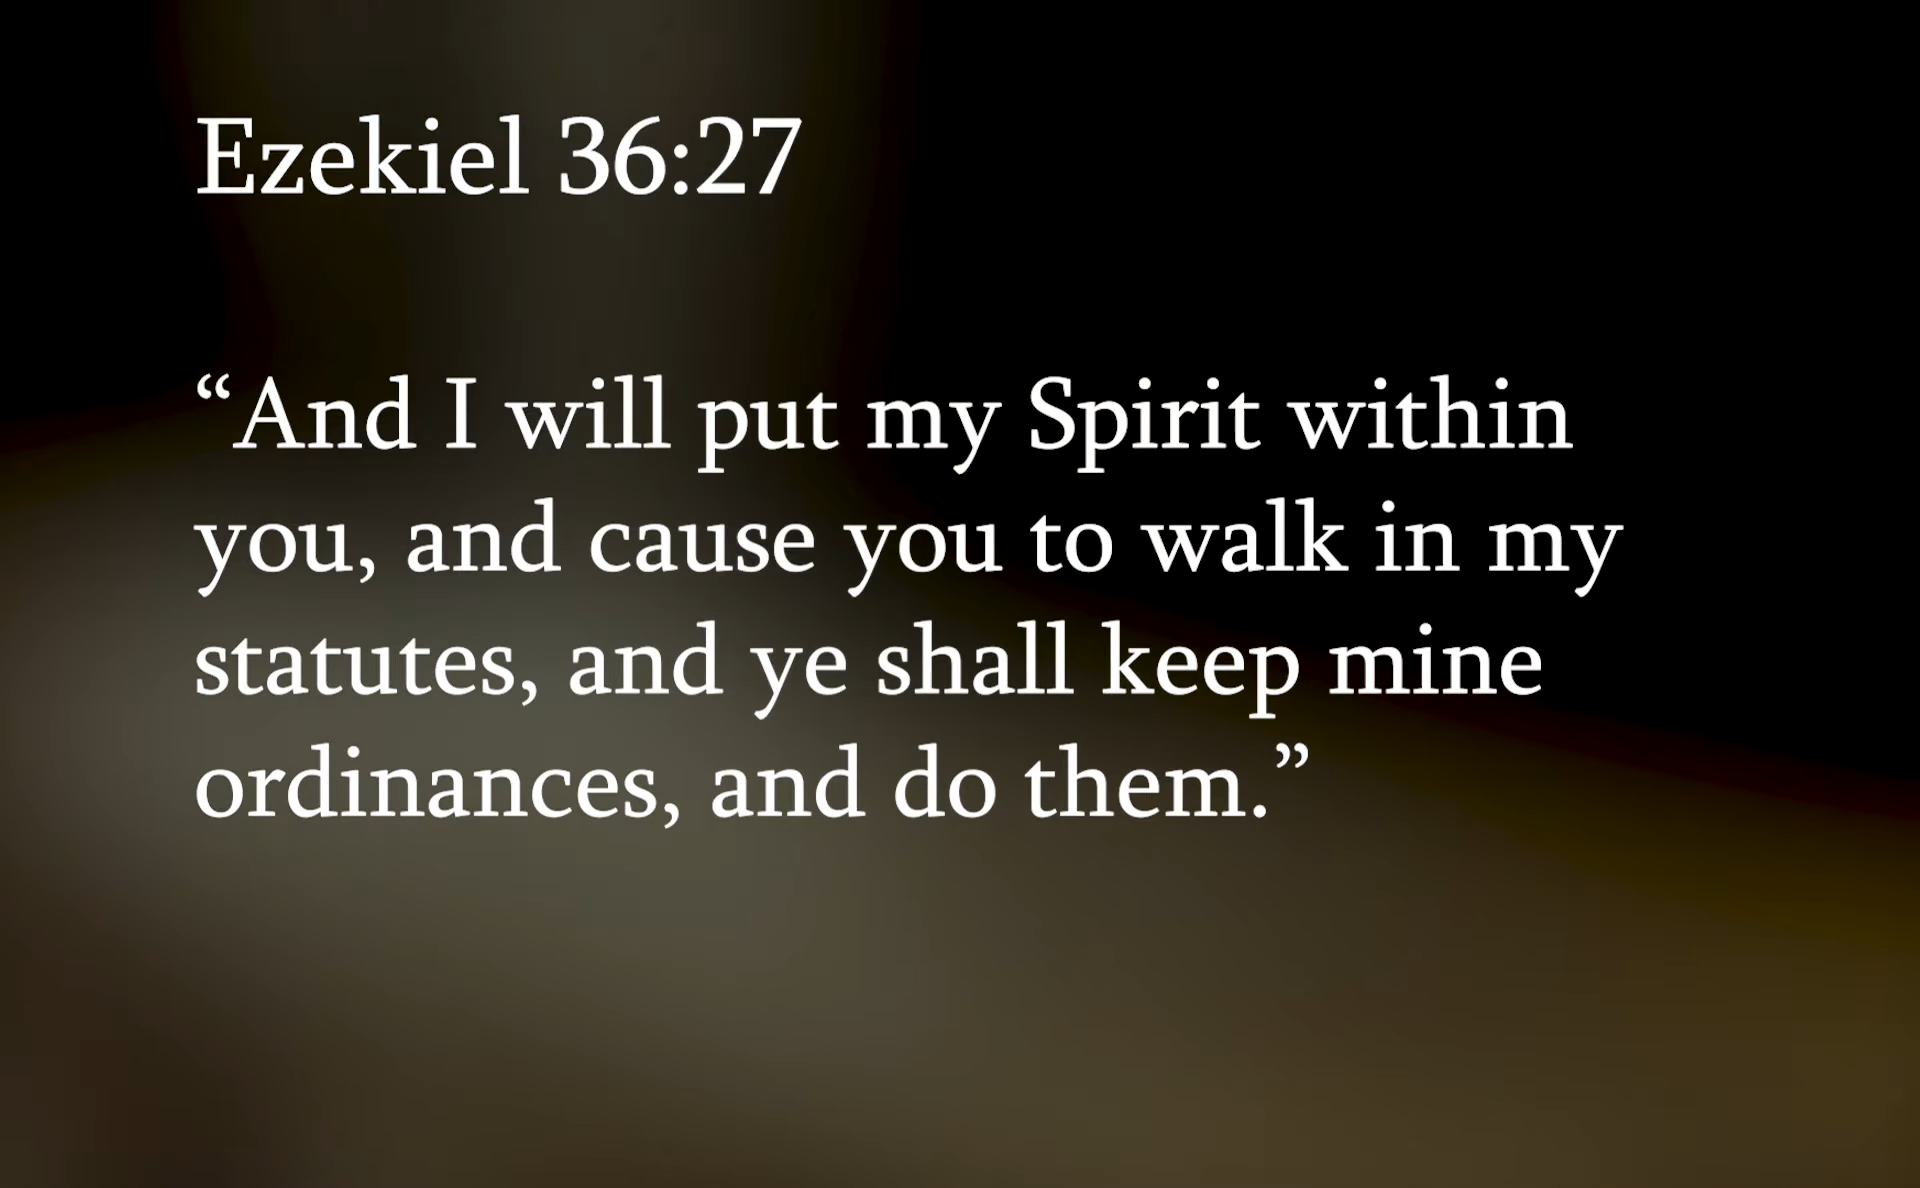 Ezekiel 36:27
“And I will put my Spirit within
you, and cause you to walk in my
statutes, and ye shall keep mine
ordinances, and do them.”